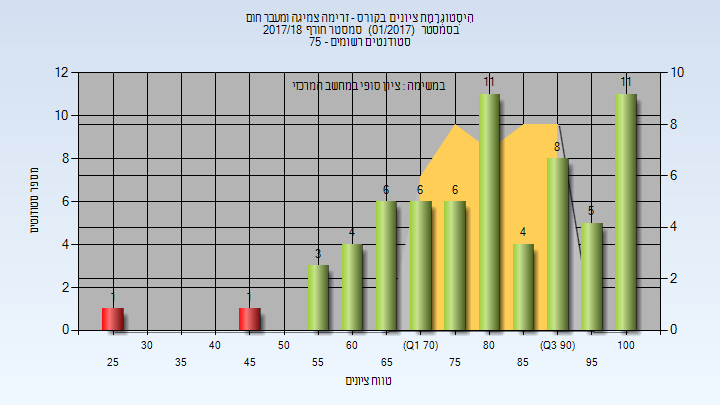 היסטוגרמת ציונים בקורס - זרימה צמיגה ומעבר חום
בסמסטר (01/2017) סמסטר חורף 2017/18
סטודנטים רשומים - 75
במשימה : ציון סופי במחשב המרכזי
12 10
11 11
10 8
8 8
6 6 6 6
5
4 4 4 4
3
2 2
1 1
0 0
מספר סטודנטים
30 40 50 60 (Q1 70) 80 (Q3 90) 100
25 35 45 55 65 75 85 95
טווח ציונים